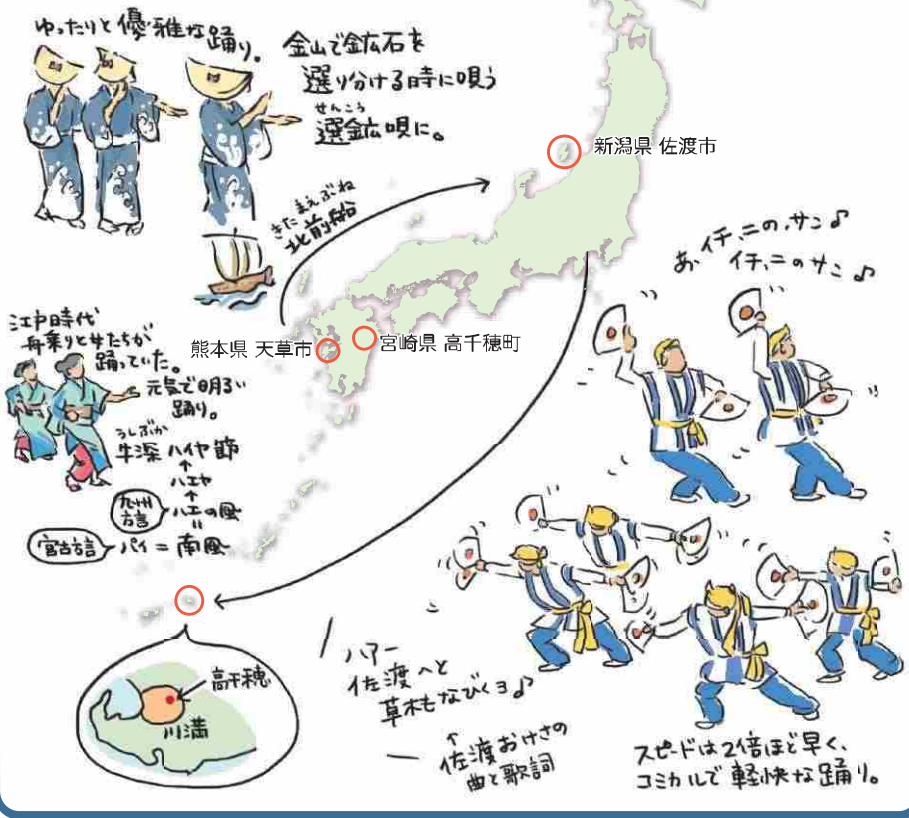 ゆったりと優雅な踊り。
金山で鉱石を
選り分ける時に唄う
せんこう
選鉱唄に。
新潟県 佐渡市
きたまえぶね
北前船
あ、イチ、ニの、サン♪
イチ、ニのサン♪
熊本県 天草市
宮崎県 高千穂町
江戸時代
舟乗りと女たちが
踊っていた。
元気で明るい
踊り。
うしぶか
牛深 ハイヤ節
↑
ハエヤ
↑
九州
方言
ハエの風
=
宮古方言
パイ=南風
高千穂
川満
ハアー
佐渡へと
草木もなびくヨ♪
↑
佐渡おけさの
曲と歌詞
スピードは2倍ほど早く、
コミカルで軽快な踊り。